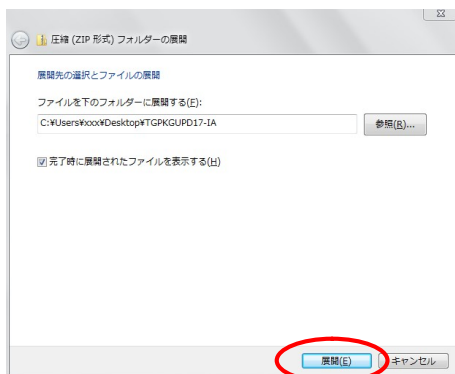 圧縮 (ZIP 形式) フォルダーの展開
展開先の選択とファイルの展開
ファイルを下のフォルダーに展開する(F):
C:¥Users¥xxx¥Desktop¥TGPKGUPD17-IA
参照(R)...
完了時に展開されたファイルを表示する(H)
展開(E)
キャンセル